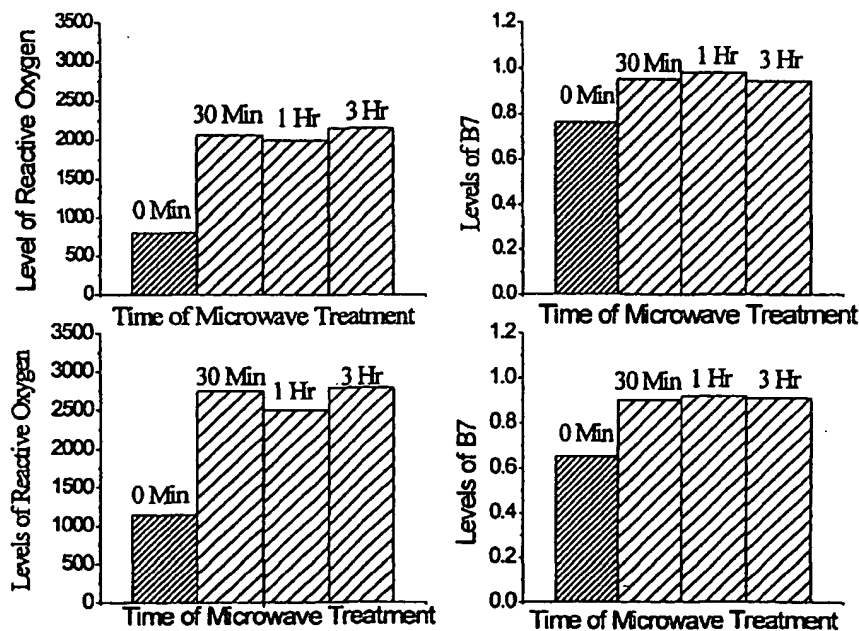 Level of Reactive Oxygen
3500
3000
2500
2000
1500
1000
500
0
0 Min
30 Min
1 Hr
3 Hr
Time of Microwave Treatment
Levels of B7
1.2
1.0
0.8
0.6
0.4
0.2
0.0
0 Min
30 Min
1 Hr
3 Hr
Time of Microwave Treatment
Levels of Reactive Oxygen
3500
3000
2500
2000
1500
1000
500
0
0 Min
30 Min
1 Hr
3 Hr
Time of Microwave Treatment
Levels of B7
1.2
1.0
0.8
0.6
0.4
0.2
0.0
0 Min
30 Min
1 Hr
3 Hr
Time of Microwave Treatment